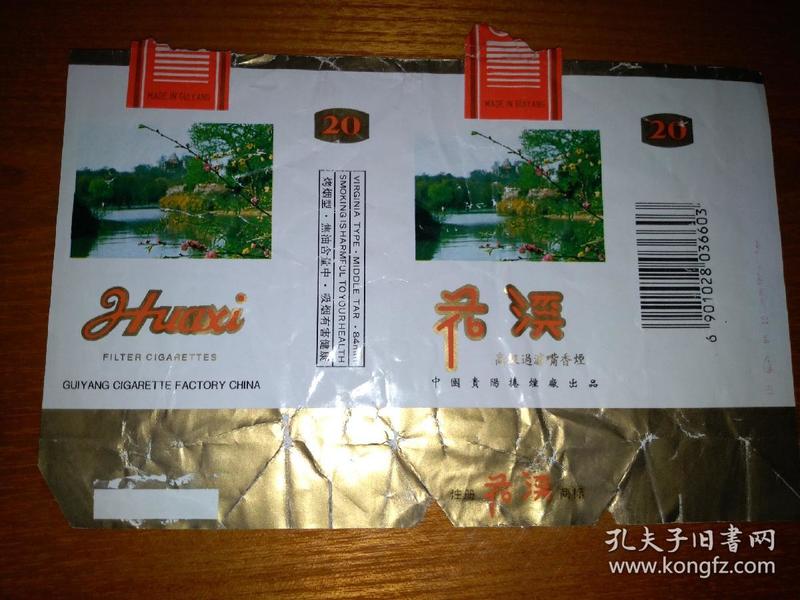 MADE IN GUIYANG
20
Huaxi
FILTER CIGARETTES
GUIYANG CIGARETTE FACTORY CHINA
VIRGINIA TYPE · MIDDLE TAR · 84mm
SMOKING IS HARMFUL TO YOUR HEALTH
烤烟型 · 焦油含量中 · 吸烟有害健康
MADE IN GUIYANG
20
花溪
高级過濾嘴香煙
中國貴陽捲煙廠出品
6 901028 036603
注册 花溪 商标
孔夫子旧书网
www.kongfz.com